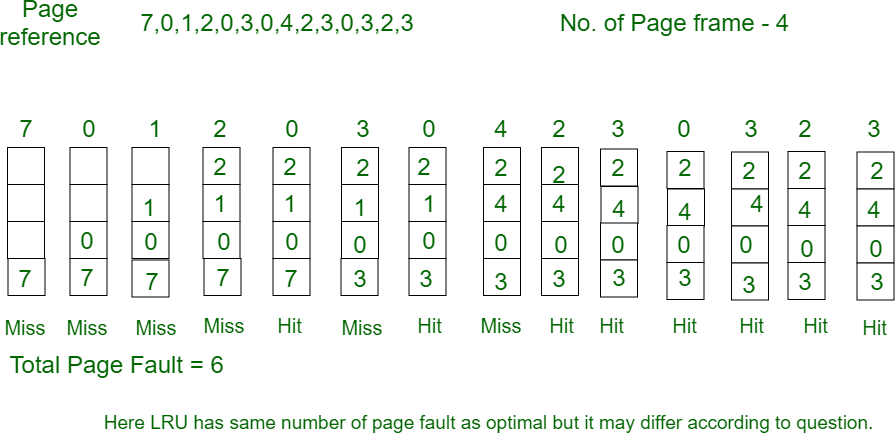 Page reference 7,0,1,2,0,3,0,4,2,3,0,3,2,3 No. of Page frame - 4
7 0 1 2 0 3 0 4 2 3 0 3 2 3
2 2 2 2 2 2 2 2 2 2 2
1 1 1 1 1 4 4 4 4 4 4 4
0 0 0 0 0 0 0 0 0 0 0 0 0
7 7 7 7 7 3 3 3 3 3 3 3 3 3
Miss Miss Miss Miss Hit Miss Hit Miss Hit Hit Hit Hit Hit Hit
Total Page Fault = 6
Here LRU has same number of page fault as optimal but it may differ according to question.